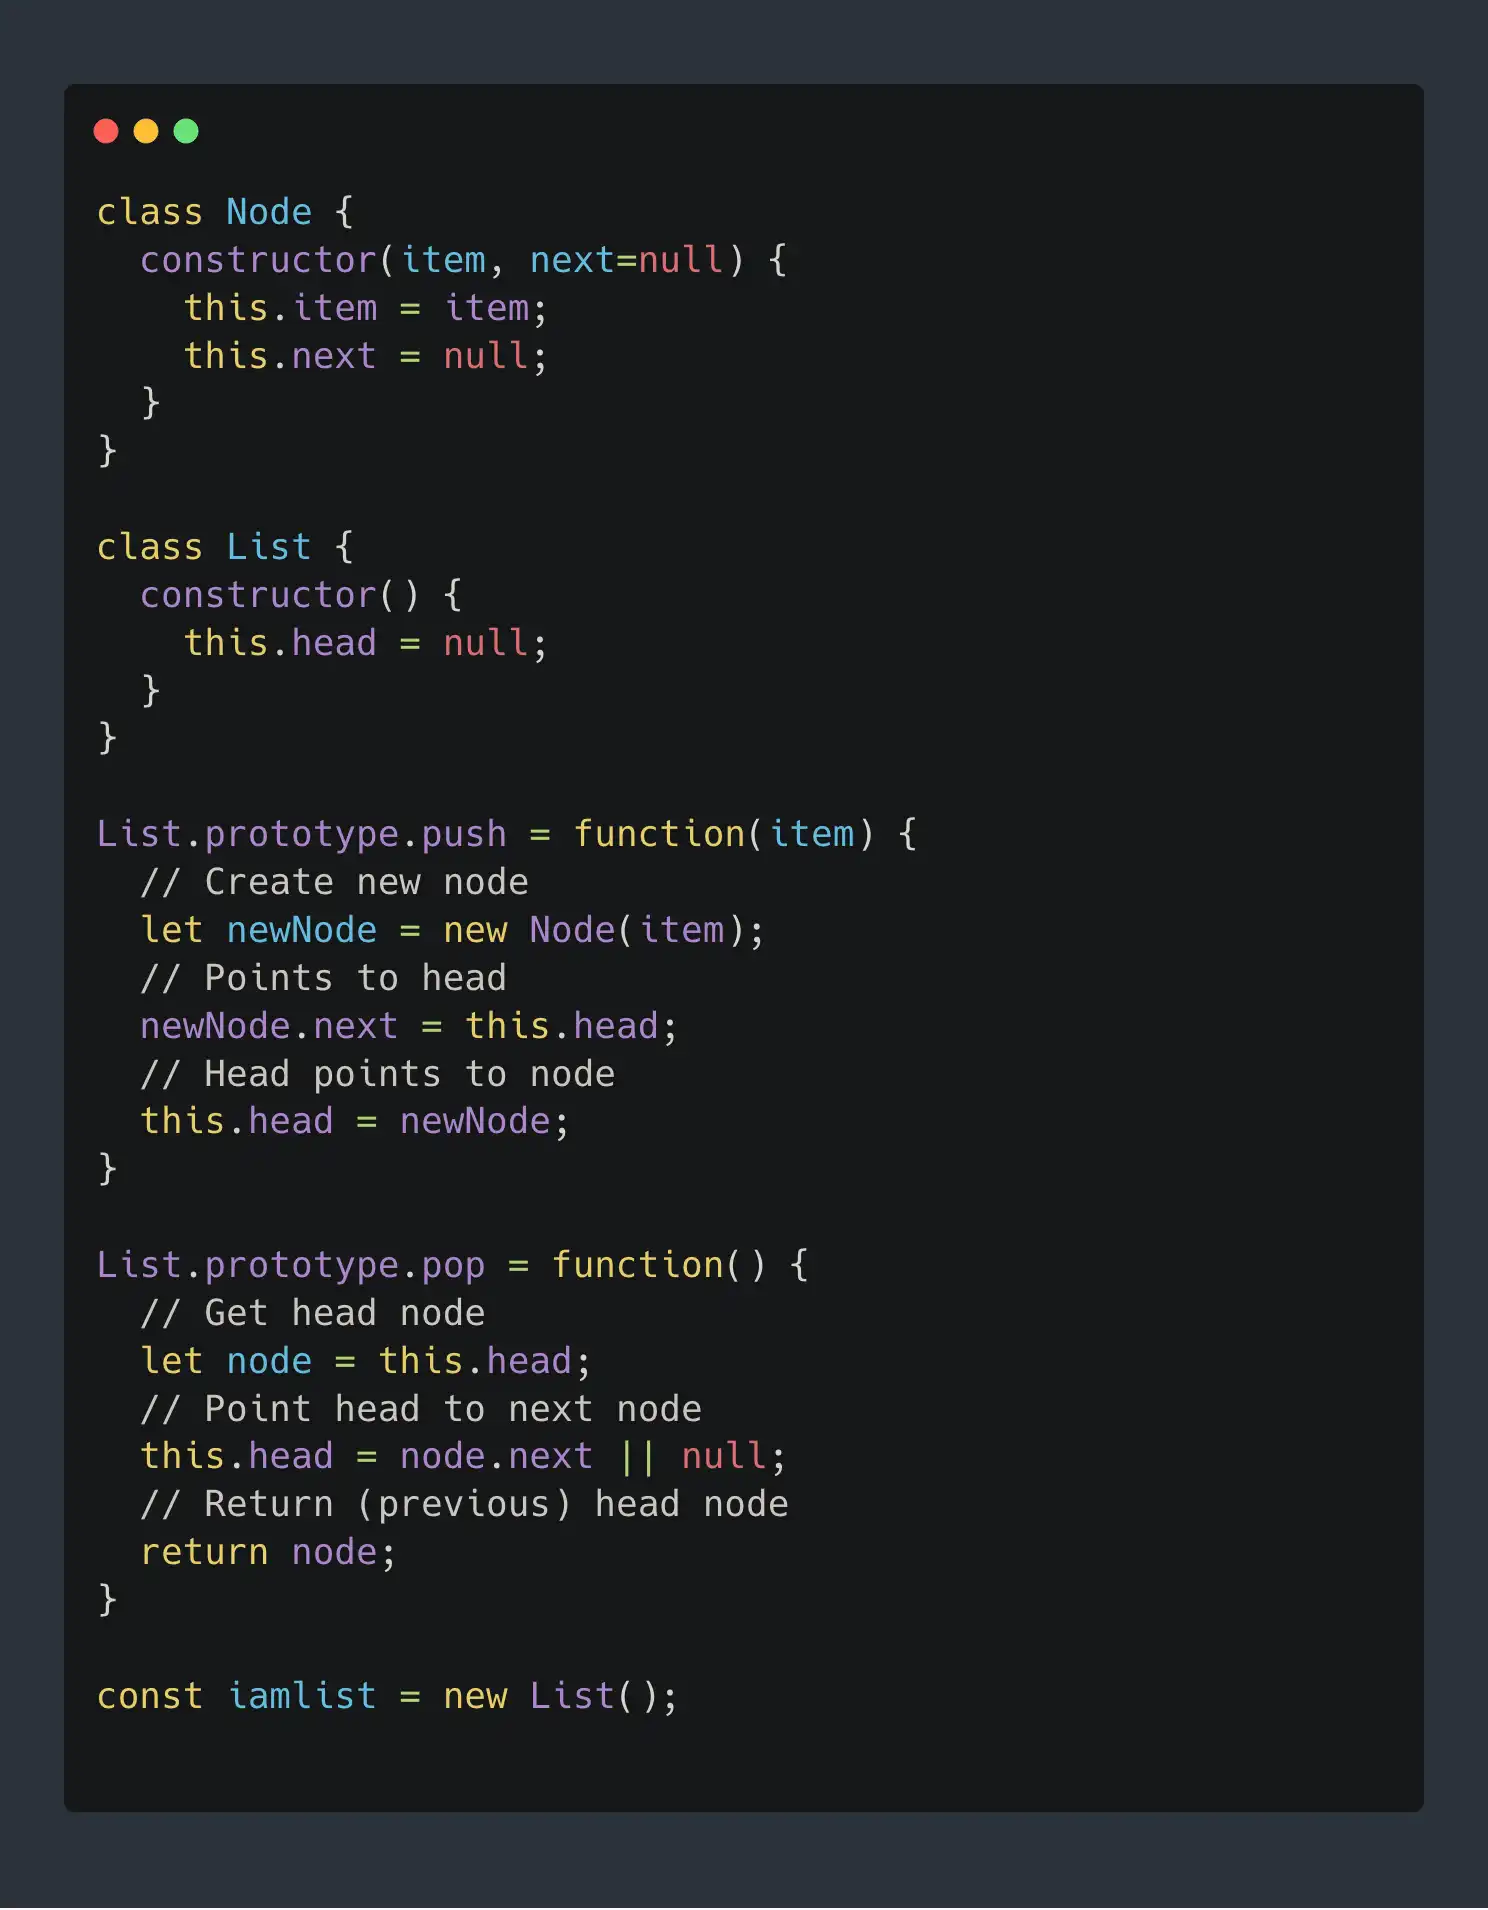 class Node {
  constructor(item, next=null) {
    this.item = item;
    this.next = null;
  }
}

class List {
  constructor() {
    this.head = null;
  }
}

List.prototype.push = function(item) {
  // Create new node
  let newNode = new Node(item);
  // Points to head
  newNode.next = this.head;
  // Head points to node
  this.head = newNode;
}

List.prototype.pop = function() {
  // Get head node
  let node = this.head;
  // Point head to next node
  this.head = node.next || null;
  // Return (previous) head node
  return node;
}

const iamlist = new List();